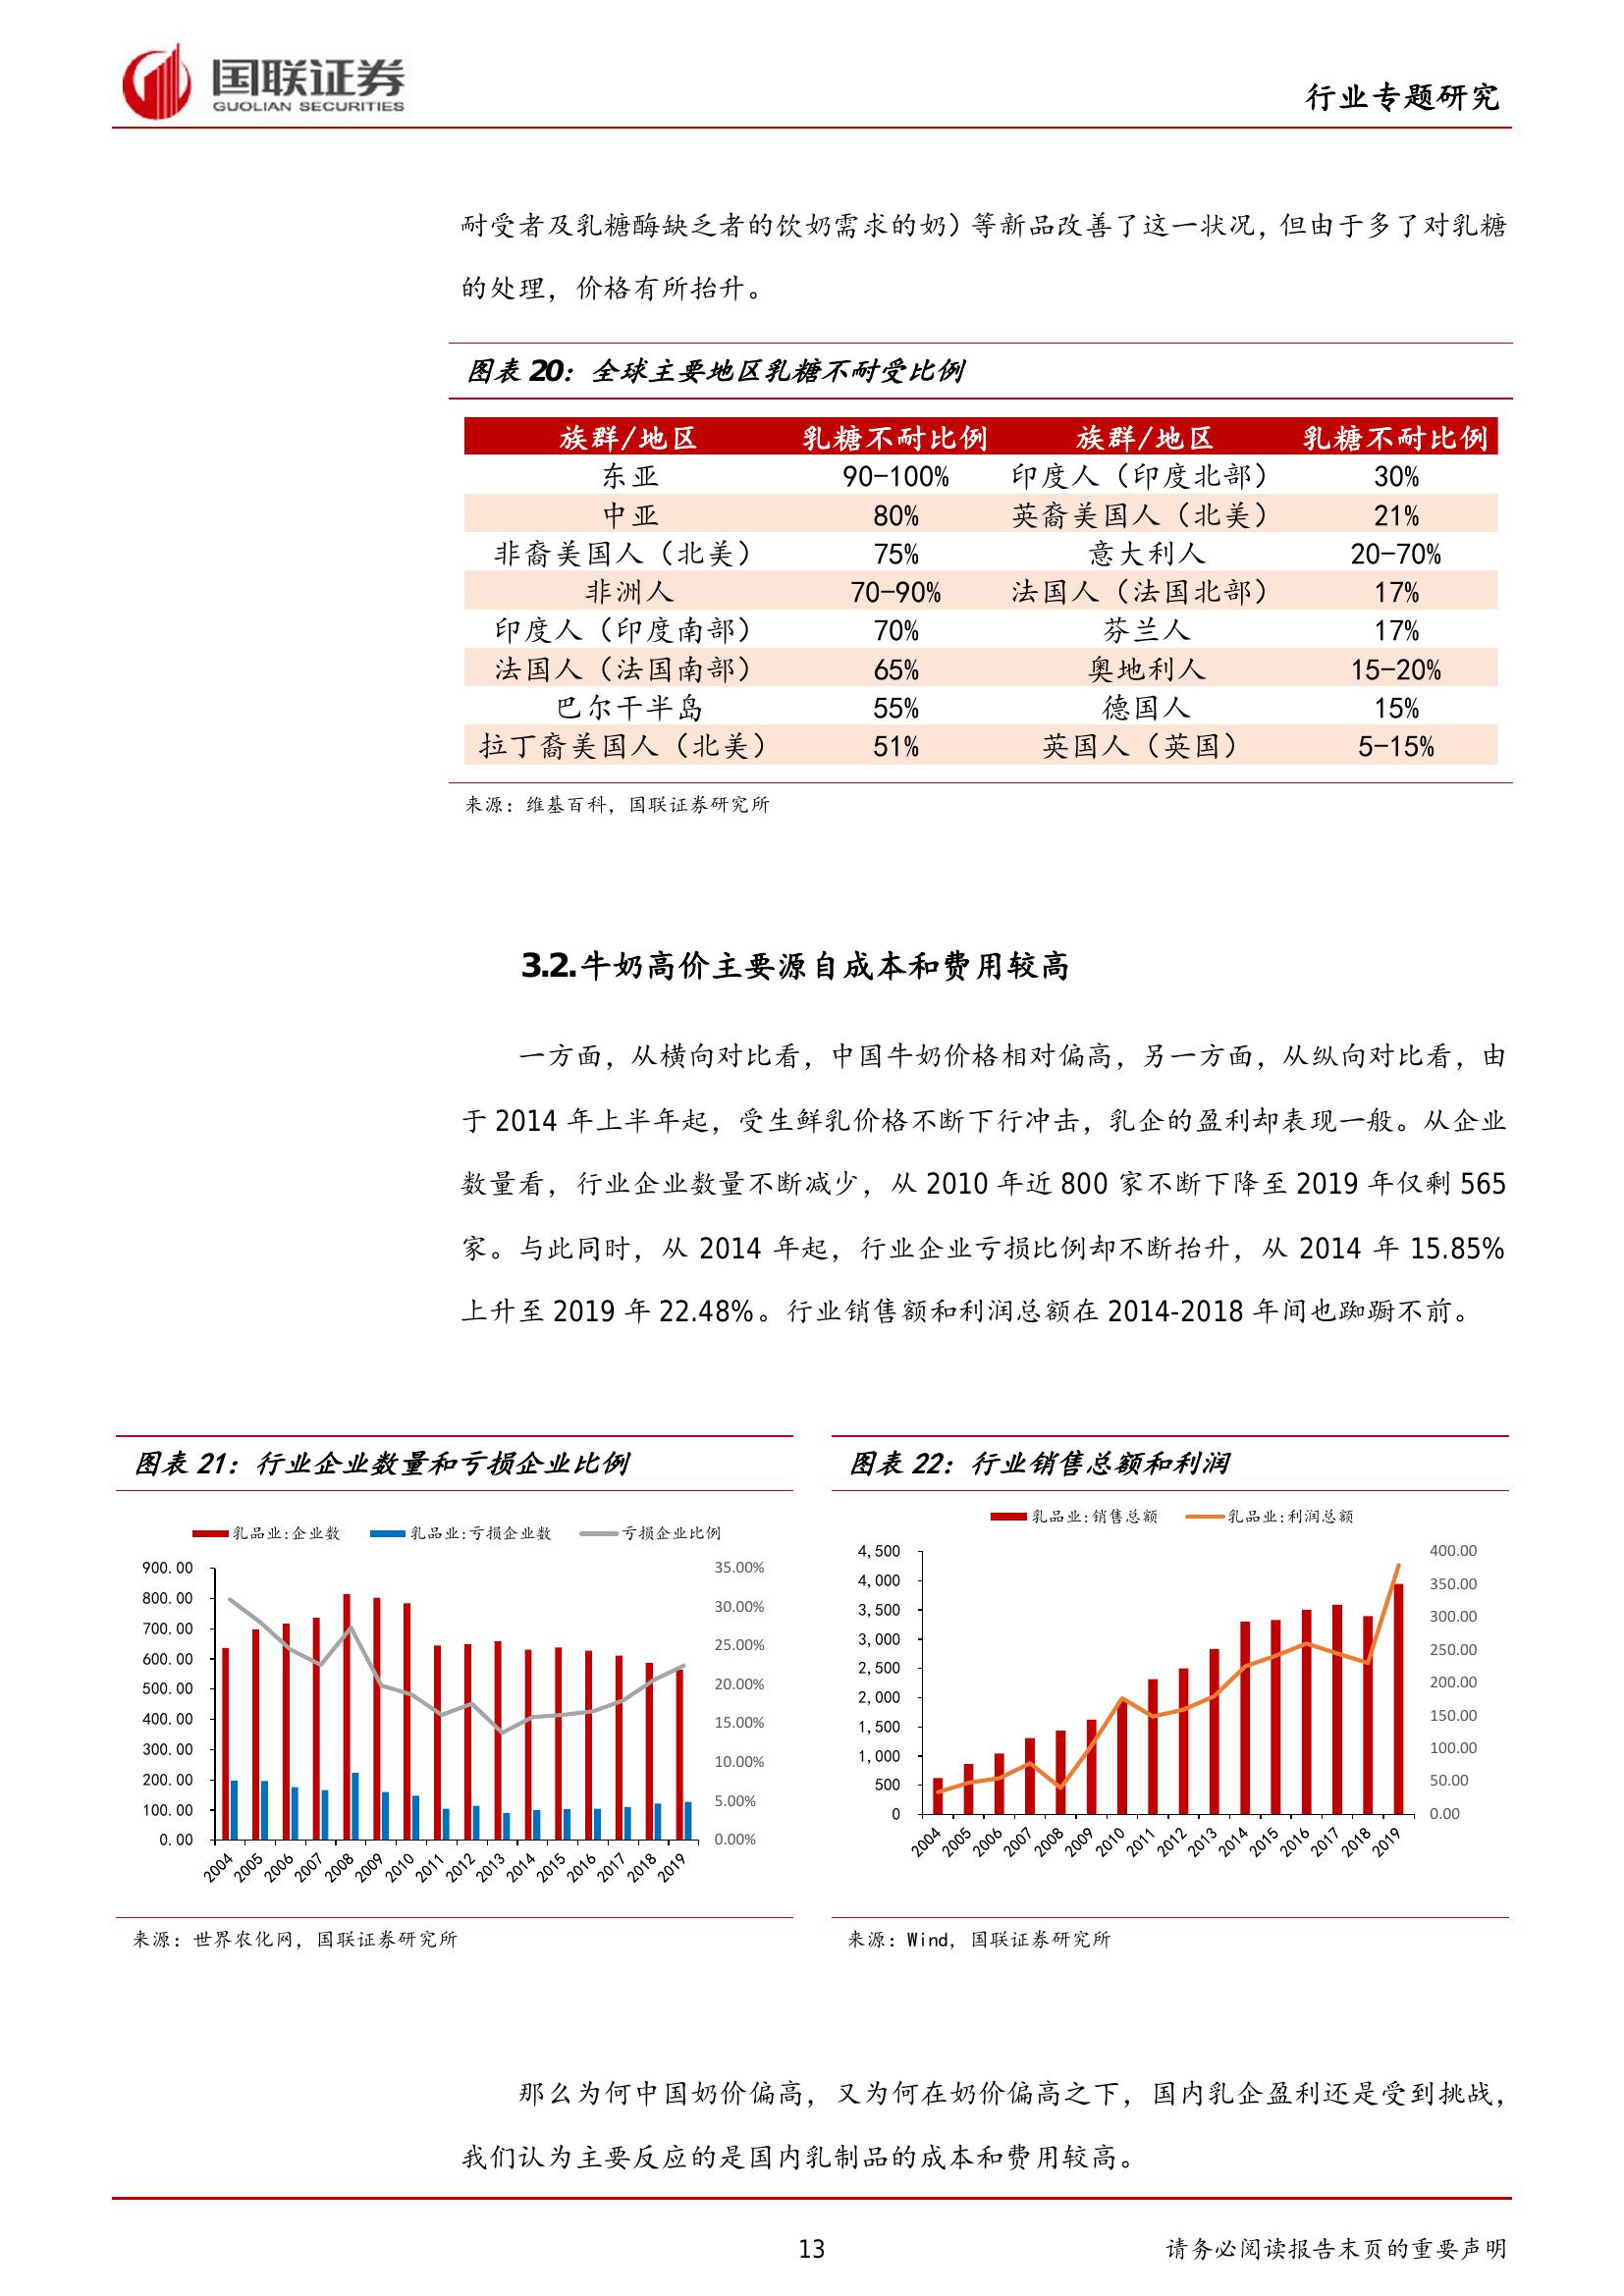 国联证券
GUOLIAN SECURITIES
行业专题研究
耐受者及乳糖酶缺乏者的饮奶需求的奶）等新品改善了这一状况，但由于多了对乳糖
的处理，价格有所抬升。
图表 20：全球主要地区乳糖不耐受比例
族群/地区 乳糖不耐比例 族群/地区 乳糖不耐比例
东亚 90-100% 印度人（印度北部） 30%
中亚 80% 英裔美国人（北美） 21%
非裔美国人（北美） 75% 意大利人 20-70%
非洲人 70-90% 法国人（法国北部） 17%
印度人（印度南部） 70% 芬兰人 17%
法国人（法国南部） 65% 奥地利人 15-20%
巴尔干半岛 55% 德国人 15%
拉丁裔美国人（北美） 51% 英国人（英国） 5-15%
来源：维基百科，国联证券研究所
3.2.牛奶高价主要源自成本和费用较高
一方面，从横向对比看，中国牛奶价格相对偏高，另一方面，从纵向对比看，由
于 2014 年上半年起，受生鲜乳价格不断下行冲击，乳企的盈利却表现一般。从企业
数量看，行业企业数量不断减少，从 2010 年近 800 家不断下降至 2019 年仅剩 565
家。与此同时，从 2014 年起，行业企业亏损比例却不断抬升，从 2014 年 15.85%
上升至 2019 年 22.48%。行业销售额和利润总额在 2014-2018 年间也踟蹰不前。
图表 21：行业企业数量和亏损企业比例
乳品业:企业数 乳品业:亏损企业数 亏损企业比例
900.00 35.00%
800.00 30.00%
700.00 25.00%
600.00 20.00%
500.00 15.00%
400.00 10.00%
300.00 5.00%
200.00 0.00%
100.00
0.00
2004 2005 2006 2007 2008 2009 2010 2011 2012 2013 2014 2015 2016 2017 2018 2019
来源：世界农化网，国联证券研究所
图表 22：行业销售总额和利润
乳品业:销售总额 乳品业:利润总额
4,500 400.00
4,000 350.00
3,500 300.00
3,000 250.00
2,500 200.00
2,000 150.00
1,500 100.00
1,000 50.00
500 0.00
0
2004 2005 2006 2007 2008 2009 2010 2011 2012 2013 2014 2015 2016 2017 2018 2019
来源：Wind，国联证券研究所
那么为何中国奶价偏高，又为何在奶价偏高之下，国内乳企盈利还是受到挑战，
我们认为主要反应的是国内乳制品的成本和费用较高。
13
请务必阅读报告末页的重要声明